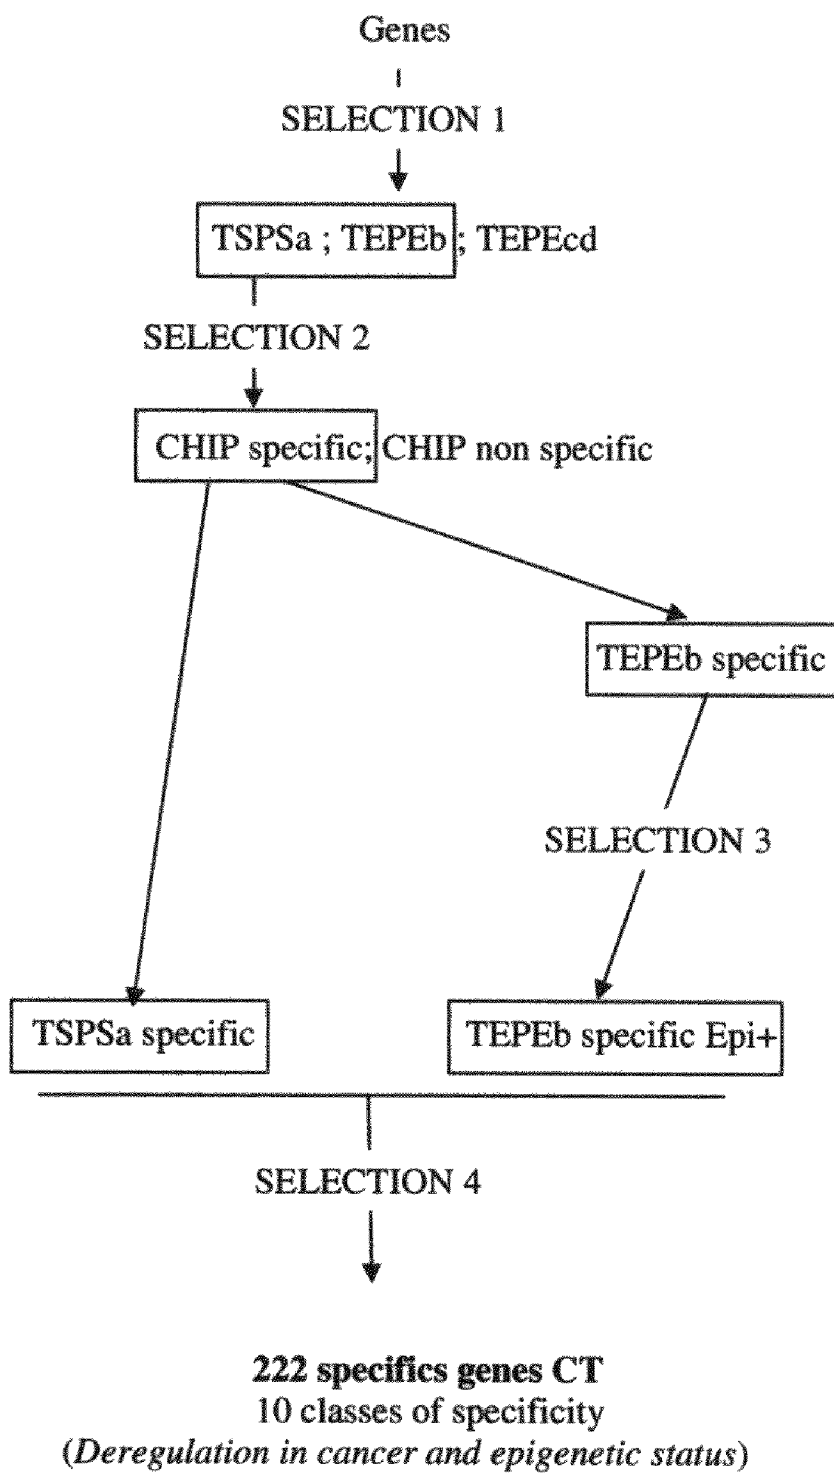 Genes
SELECTION 1
TSPSa ; TEPEb ; TEPEcd
SELECTION 2
CHIP specific; CHIP non specific
TEPEb specific
SELECTION 3
TSPSa specific
TEPEb specific Epi+
SELECTION 4
222 specifics genes CT
10 classes of specificity
(Deregulation in cancer and epigenetic status)